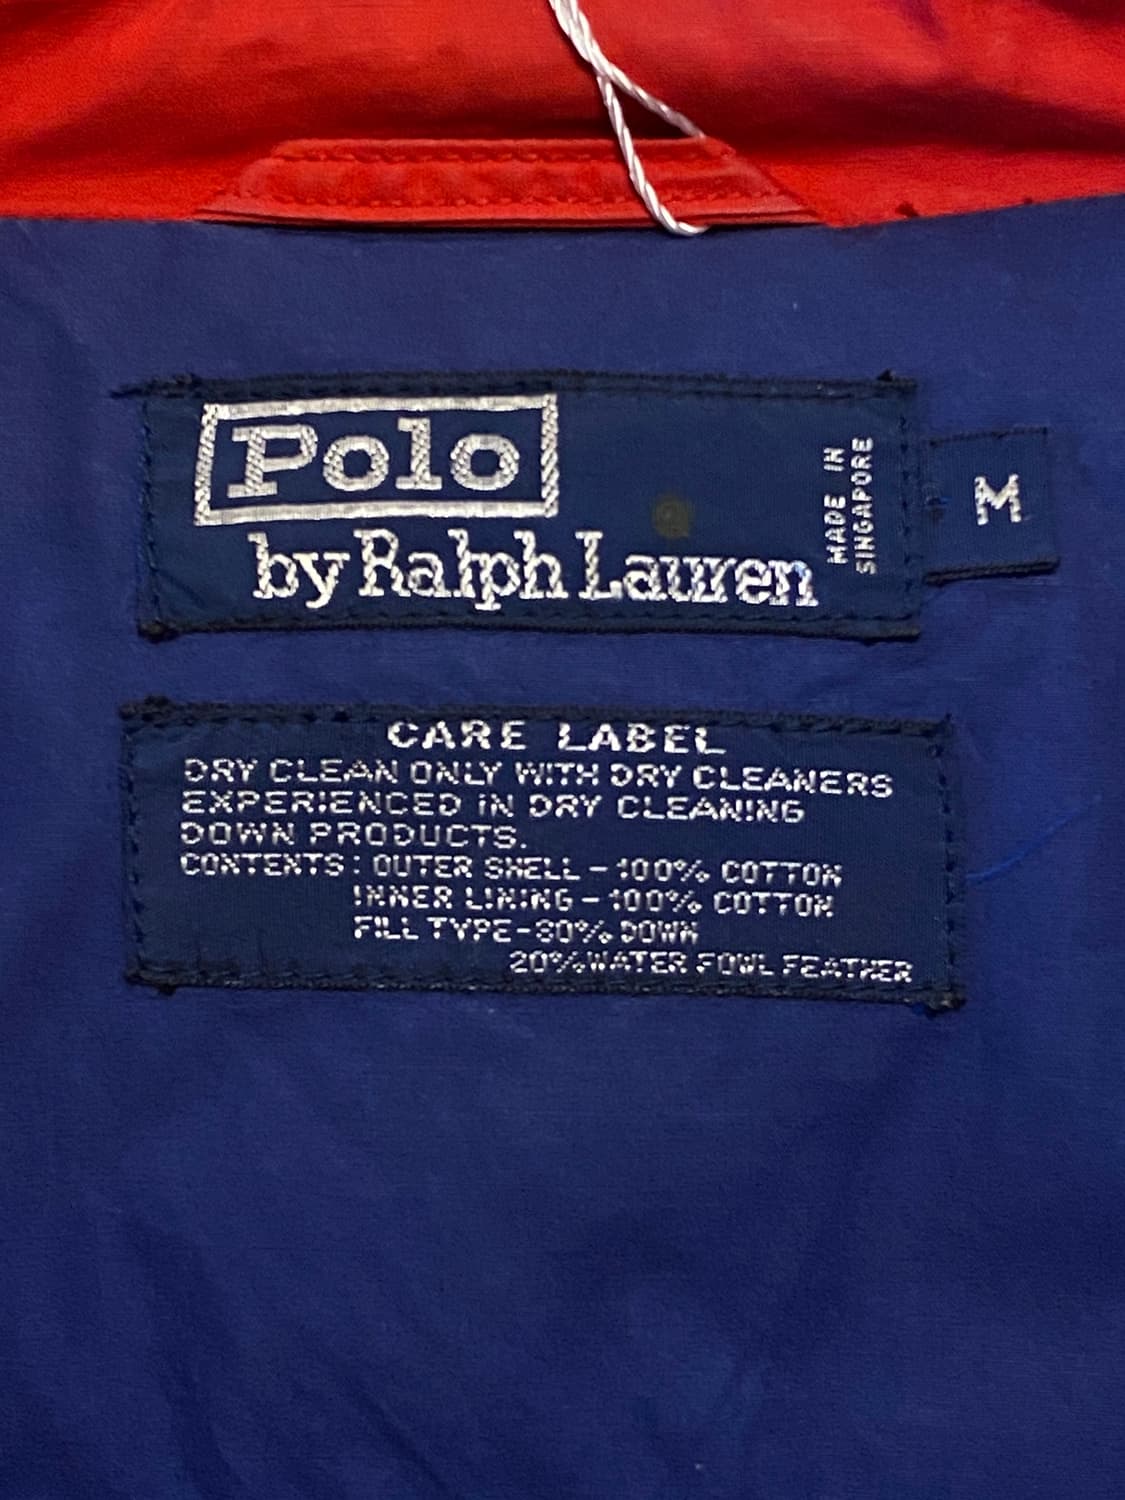 Polo
by Ralph Lauren
MADE IN
SINGAPORE
M
CARE LABEL
DRY CLEAN ONLY WITH DRY CLEANERS
EXPERIENCED IN DRY CLEANING
DOWN PRODUCTS.
CONTENTS: OUTER SHELL - 100% COTTON
INNER LINING - 100% COTTON
FILL TYPE - 80% DOWN
20% WATER FOWL FEATHER